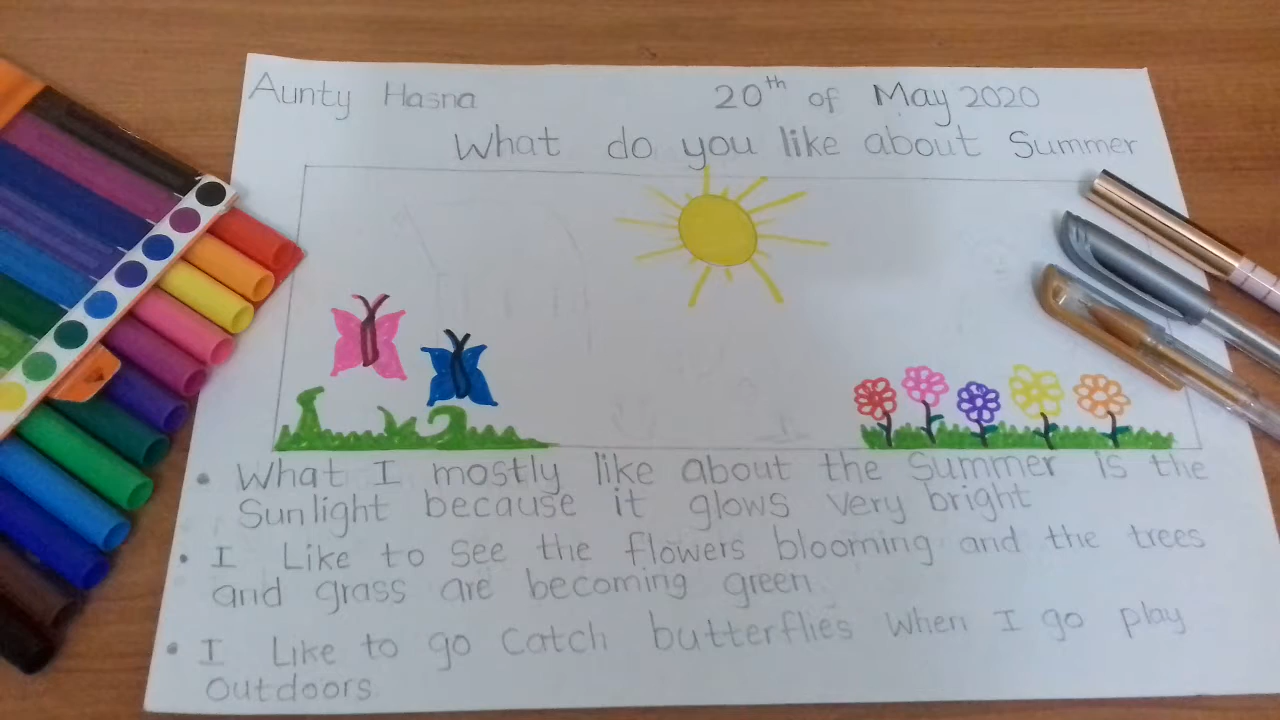 Aunty Hasna 20th of May 2020
What do you like about Summer
• What I mostly like about the Summer is the
Sunlight because it glows very bright
• I Like to See the flowers blooming and the trees
and grass are becoming green
• I Like to go Catch butterflies when I go play
outdoors.